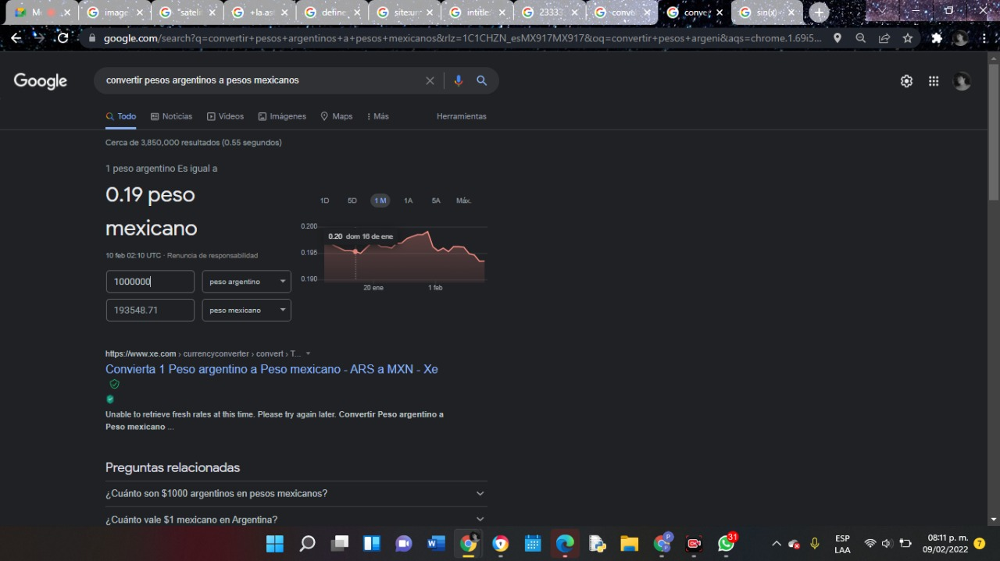 M
image
"satelit
+la.as
define
site:un
intitle:
23333
conve
conve
sin(x)
google.com/search?q=convertir+pesos+argentinos+a+pesos+mexicanos&rlz=1C1CHZN_esMX917MX917&oq=convertir+pesos+argeni&aqs=chrome.1.69i5...
Google
convertir pesos argentinos a pesos mexicanos
Todo Noticias Videos Imágenes Maps Más Herramientas
Cerca de 3,850,000 resultados (0.55 segundos)
1 peso argentino Es igual a
0.19 peso
mexicano
10 feb 02:10 UTC · Renuncia de responsabilidad
1000000 peso argentino
193548.71 peso mexicano
1D 5D 1 M 1A 5A Máx.
0.200
0.20 dom 16 de ene
0.195
0.190
20 ene 1 feb
https://www.xe.com › currencyconverter › convert › T...
Convierta 1 Peso argentino a Peso mexicano - ARS a MXN - Xe
Unable to retrieve fresh rates at this time. Please try again later. Convertir Peso argentino a
Peso mexicano ...
Preguntas relacionadas
¿Cuánto son $1000 argentinos en pesos mexicanos?
¿Cuánto vale $1 mexicano en Argentina?
31
ESP
LAA
08:11 p. m.
09/02/2022
7